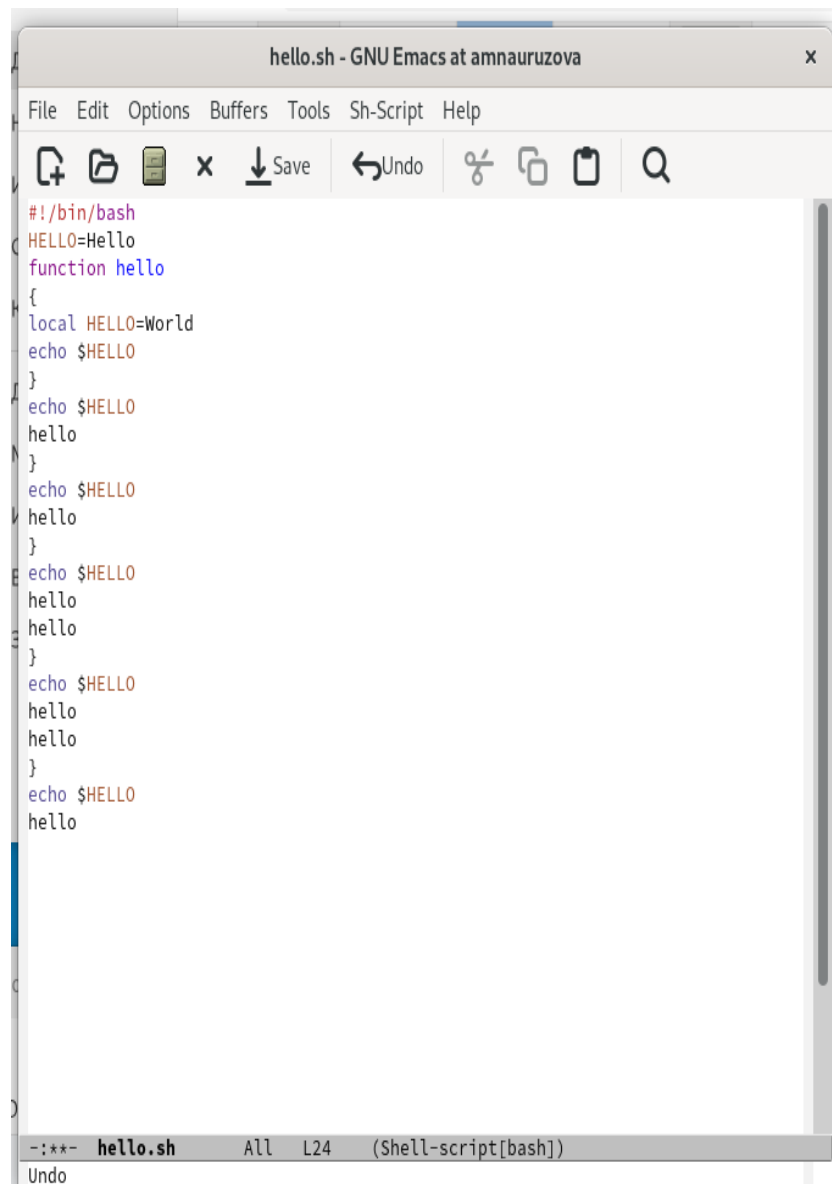 hello.sh - GNU Emacs at amnauruzova x
File Edit Options Buffers Tools Sh-Script Help
Save Undo
#!/bin/bash
HELLO=Hello
function hello
{
local HELLO=World
echo $HELLO
}
echo $HELLO
hello
}
echo $HELLO
hello
}
echo $HELLO
hello
hello
}
echo $HELLO
hello
hello
}
echo $HELLO
hello
-:**- hello.sh All L24 (Shell-script[bash])
Undo